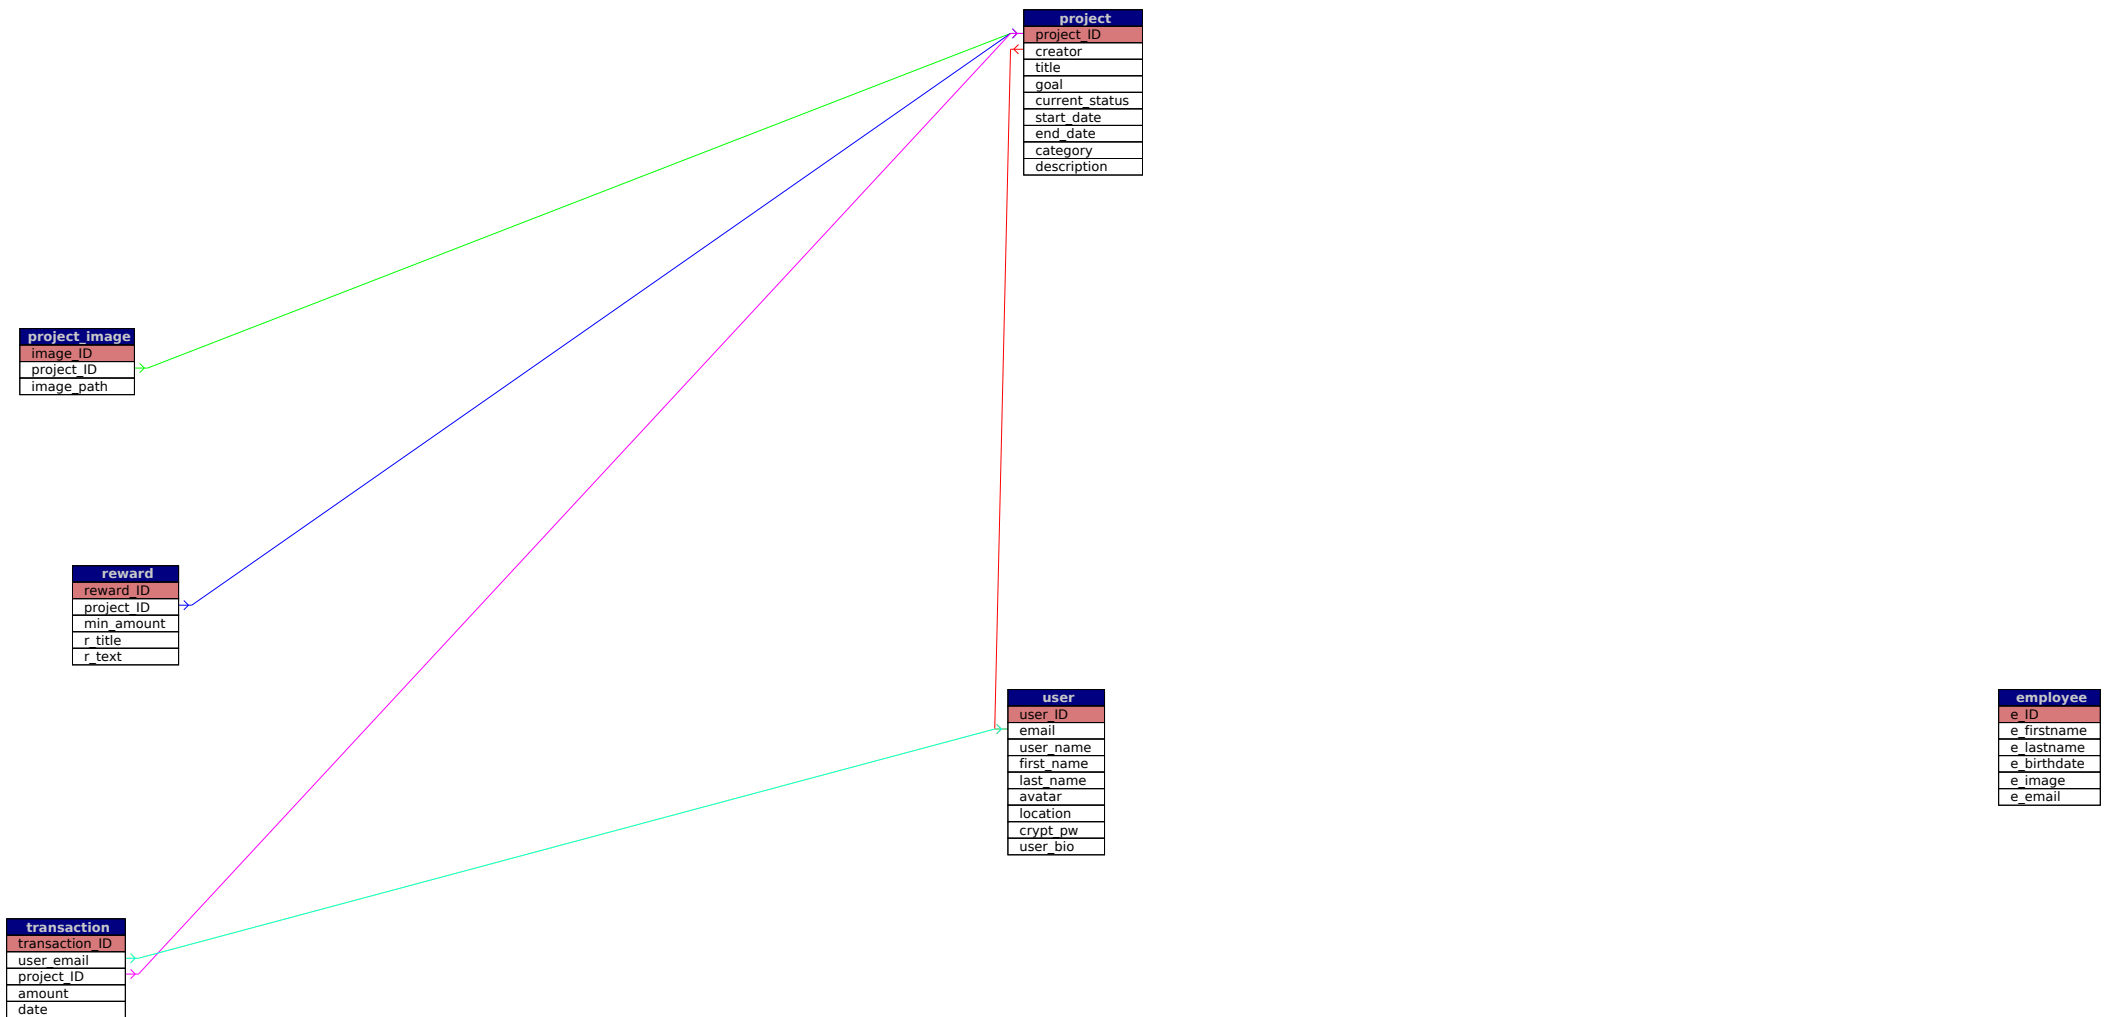 project
project_ID
creator
title
goal
current_status
start_date
end_date
category
description
project_image
image_ID
project_ID
image_path
reward
reward_ID
project_ID
min_amount
r_title
r_text
user
user_ID
email
user_name
first_name
last_name
avatar
location
crypt_pw
user_bio
employee
e_ID
e_firstname
e_lastname
e_birthdate
e_image
e_email
transaction
transaction_ID
user_email
project_ID
amount
date